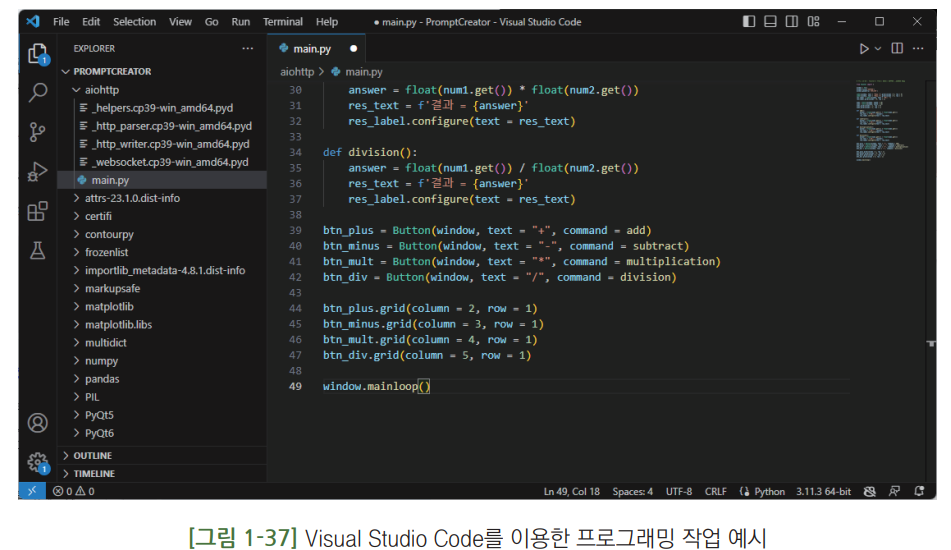 File Edit Selection View Go Run Terminal Help
● main.py - PromptCreator - Visual Studio Code
EXPLORER
PROMPTCREATOR
aiohttp
_helpers.cp39-win_amd64.pyd
_http_parser.cp39-win_amd64.pyd
_http_writer.cp39-win_amd64.pyd
_websocket.cp39-win_amd64.pyd
main.py
attrs-23.1.0.dist-info
certifi
contourpy
frozenlist
importlib_metadata-4.8.1.dist-info
markupsafe
matplotlib
matplotlib.libs
multidict
numpy
pandas
PIL
PyQt5
PyQt6
OUTLINE
TIMELINE
1
1
main.py ●
aiohttp > main.py
30 answer = float(num1.get()) * float(num2.get())
31 res_text = f'결과 = {answer}'
32 res_label.configure(text = res_text)
33
34 def division():
35 answer = float(num1.get()) / float(num2.get())
36 res_text = f'결과 = {answer}'
37 res_label.configure(text = res_text)
38
39 btn_plus = Button(window, text = "+", command = add)
40 btn_minus = Button(window, text = "-", command = subtract)
41 btn_mult = Button(window, text = "*", command = multiplication)
42 btn_div = Button(window, text = "/", command = division)
43
44 btn_plus.grid(column = 2, row = 1)
45 btn_minus.grid(column = 3, row = 1)
46 btn_mult.grid(column = 4, row = 1)
47 btn_div.grid(column = 5, row = 1)
48
49 window.mainloop()
0 0
Ln 49, Col 18 Spaces: 4 UTF-8 CRLF Python 3.11.3 64-bit
[그림 1-37] Visual Studio Code를 이용한 프로그래밍 작업 예시